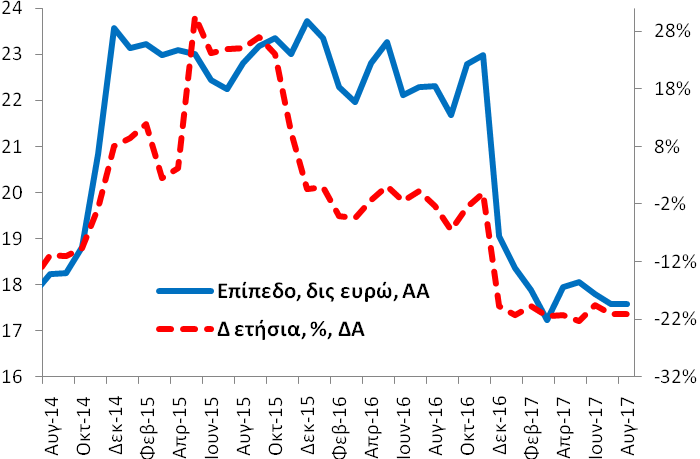 24
23
22
21
20
19
18
17
16
28%
18%
8%
-2%
-12%
-22%
-32%
Επίπεδο, δις ευρώ, ΑΑ
Δ ετήσια, %, ΔΑ
Αυγ-14
Οκτ-14
Δεκ-14
Φεβ-15
Απρ-15
Ιουν-15
Αυγ-15
Οκτ-15
Δεκ-15
Φεβ-16
Απρ-16
Ιουν-16
Αυγ-16
Οκτ-16
Δεκ-16
Φεβ-17
Απρ-17
Ιουν-17
Αυγ-17